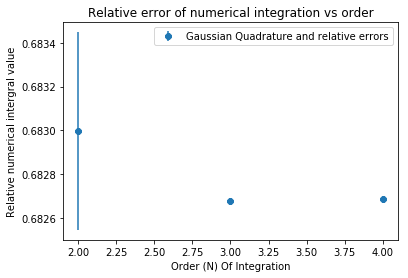 Relative error of numerical integration vs order
Gaussian Quadrature and relative errors
Relative numerical intergral value
0.6834
0.6832
0.6830
0.6828
0.6826
2.00 2.25 2.50 2.75 3.00 3.25 3.50 3.75 4.00
Order (N) Of Integration